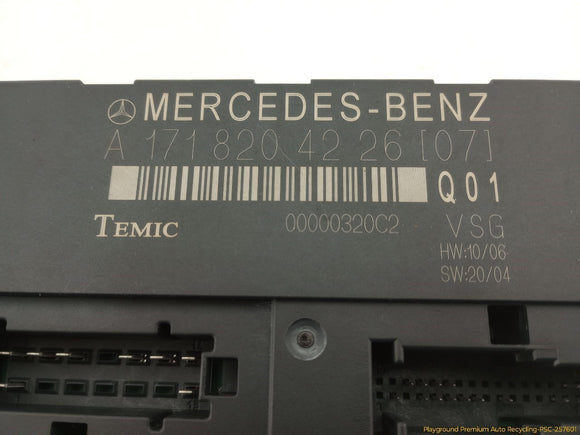 MERCEDES-BENZ
A 171 820 42 26 [07]
Q01
TEMIC 00000320C2 VSG
HW:10/06
SW:20/04
Playground Premium Auto Recycling-PSC-257601